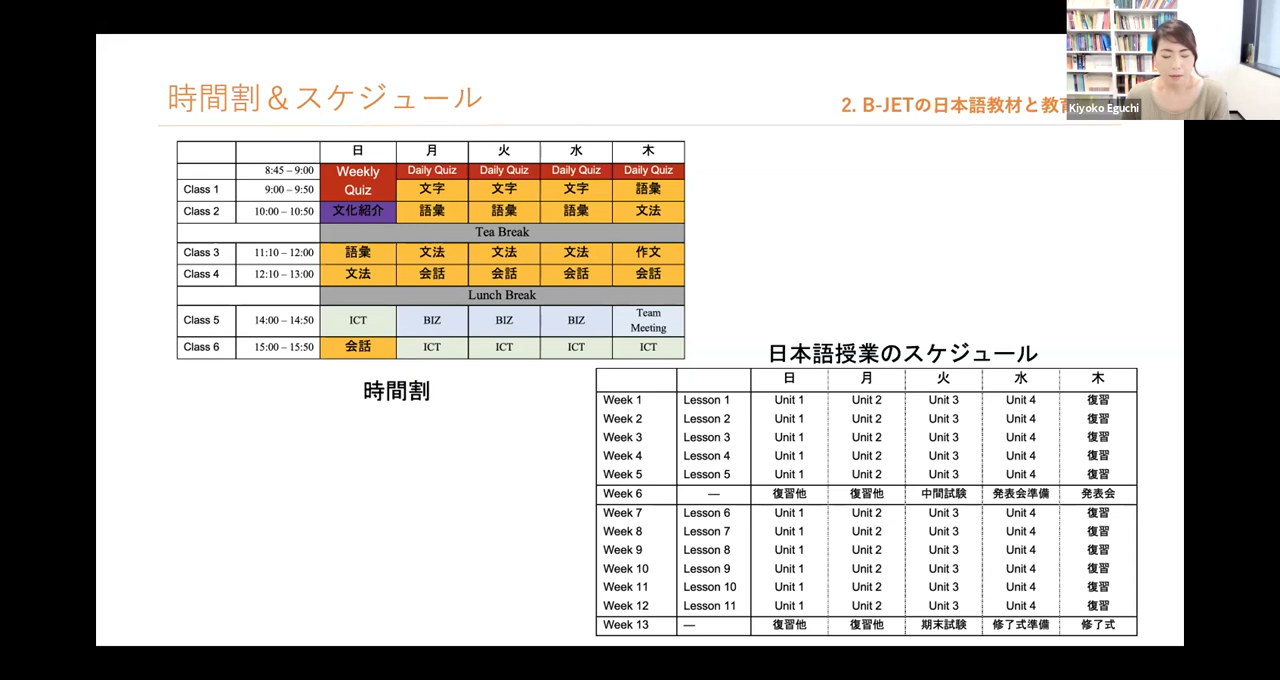 時間割＆スケジュール
2. B-JETの日本語教材と教育
Kiyoko Eguchi
日 月 火 水 木
8:45 – 9:00 Weekly Quiz Daily Quiz Daily Quiz Daily Quiz Daily Quiz
Class 1 9:00 – 9:50 文字 文字 文字 語彙
Class 2 10:00 – 10:50 文化紹介 語彙 語彙 語彙 文法
Tea Break
Class 3 11:10 – 12:00 語彙 文法 文法 文法 作文
Class 4 12:10 – 13:00 文法 会話 会話 会話 会話
Lunch Break
Class 5 14:00 – 14:50 ICT BIZ BIZ BIZ Team Meeting
Class 6 15:00 – 15:50 会話 ICT ICT ICT ICT
時間割
日本語授業のスケジュール
日 月 火 水 木
Week 1 Lesson 1 Unit 1 Unit 2 Unit 3 Unit 4 復習
Week 2 Lesson 2 Unit 1 Unit 2 Unit 3 Unit 4 復習
Week 3 Lesson 3 Unit 1 Unit 2 Unit 3 Unit 4 復習
Week 4 Lesson 4 Unit 1 Unit 2 Unit 3 Unit 4 復習
Week 5 Lesson 5 Unit 1 Unit 2 Unit 3 Unit 4 復習
Week 6 — 復習他 復習他 中間試験 発表会準備 発表会
Week 7 Lesson 6 Unit 1 Unit 2 Unit 3 Unit 4 復習
Week 8 Lesson 7 Unit 1 Unit 2 Unit 3 Unit 4 復習
Week 9 Lesson 8 Unit 1 Unit 2 Unit 3 Unit 4 復習
Week 10 Lesson 9 Unit 1 Unit 2 Unit 3 Unit 4 復習
Week 11 Lesson 10 Unit 1 Unit 2 Unit 3 Unit 4 復習
Week 12 Lesson 11 Unit 1 Unit 2 Unit 3 Unit 4 復習
Week 13 — 復習他 復習他 期末試験 修了式準備 修了式